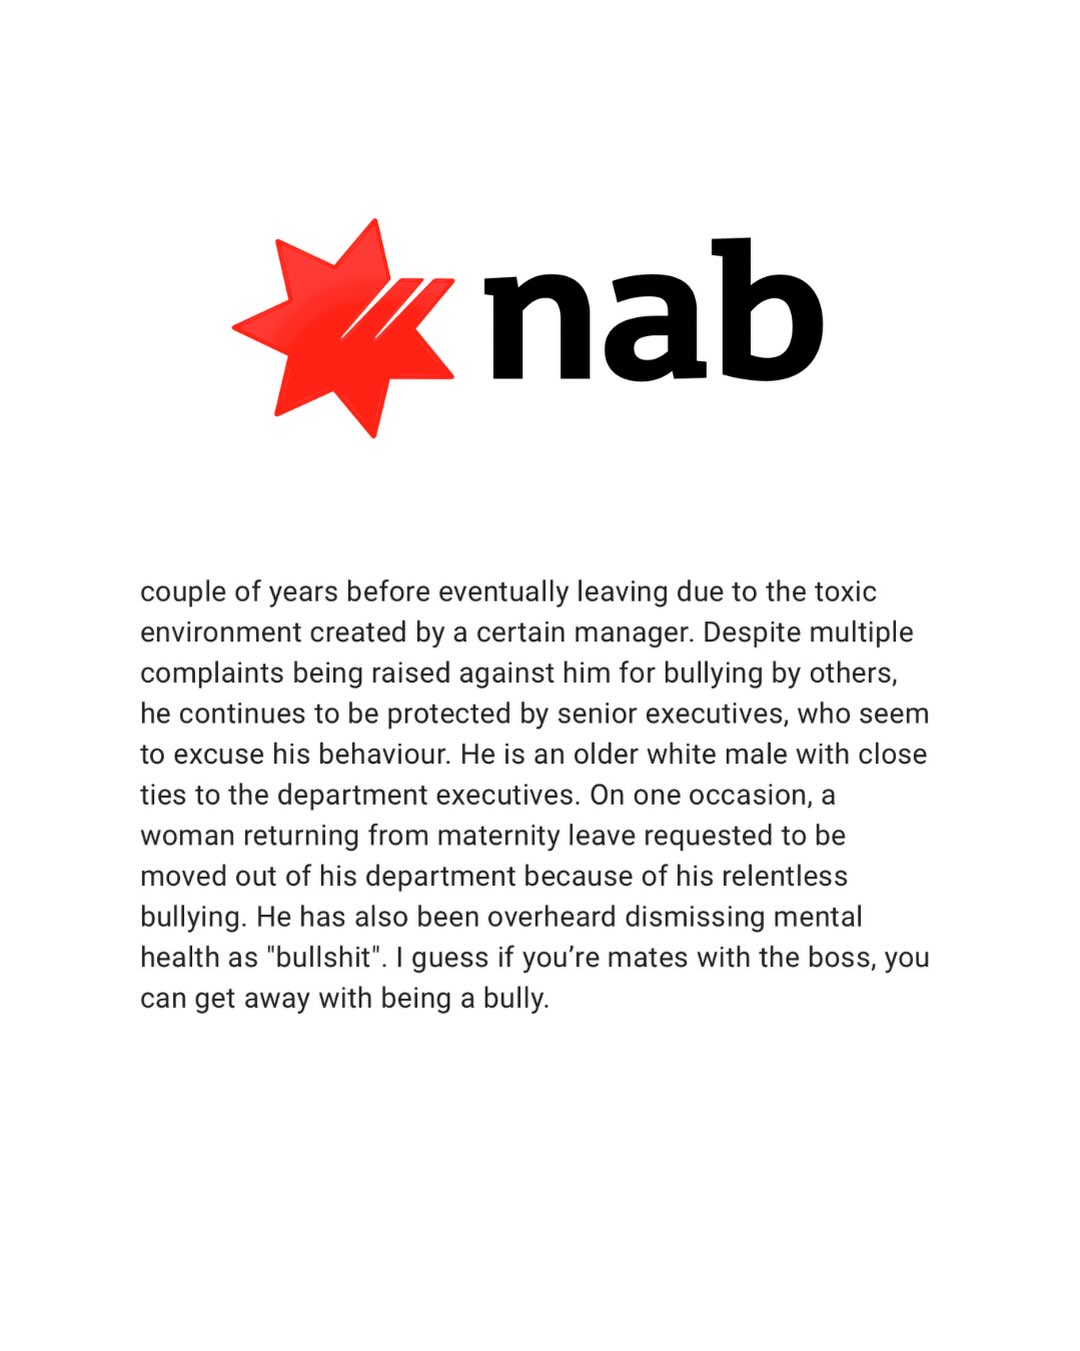 nab
couple of years before eventually leaving due to the toxic
environment created by a certain manager. Despite multiple
complaints being raised against him for bullying by others,
he continues to be protected by senior executives, who seem
to excuse his behaviour. He is an older white male with close
ties to the department executives. On one occasion, a
woman returning from maternity leave requested to be
moved out of his department because of his relentless
bullying. He has also been overheard dismissing mental
health as "bullshit". I guess if you’re mates with the boss, you
can get away with being a bully.